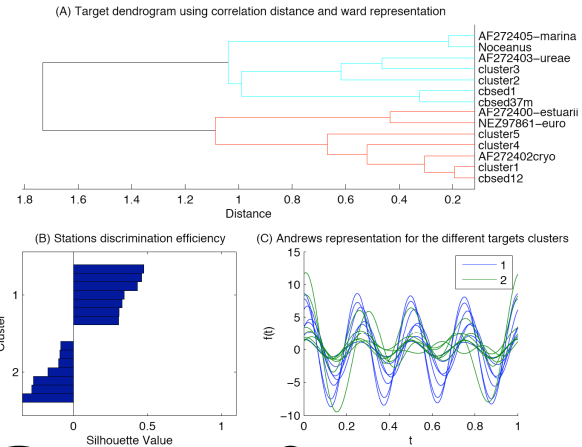 (A) Target dendrogram using correlation distance and ward representation
AF272405-marina
Noceanus
AF272403-ureae
cluster3
cluster2
cbsed1
cbsed37m
AF272400-estuarii
NEZ97861-euro
cluster5
cluster4
AF272402cryo
cluster1
cbsed12
1.8 1.6 1.4 1.2 1 0.8 0.6 0.4 0.2
Distance
(B) Stations discrimination efficiency
1
2
Cluster
0 0.5 1
Silhouette Value
(C) Andrews representation for the different targets clusters
15
10
5
0
-5
-10
f(t)
1
2
0 0.2 0.4 0.6 0.8 1
t